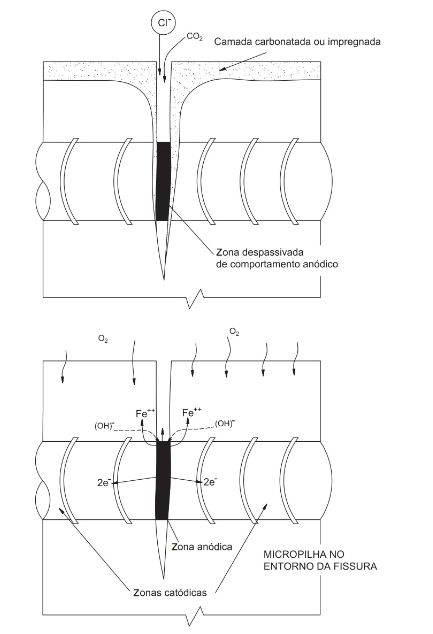 Cl⁻
CO₂
Camada carbonatada ou impregnada
Zona despassivada
de comportamento anódico
O₂
O₂
Fe⁺⁺
Fe⁺⁺
(OH)⁻
(OH)⁻
2e⁻
2e⁻
Zona anódica
MICROPILHA NO
ENTORNO DA FISSURA
Zonas catódicas